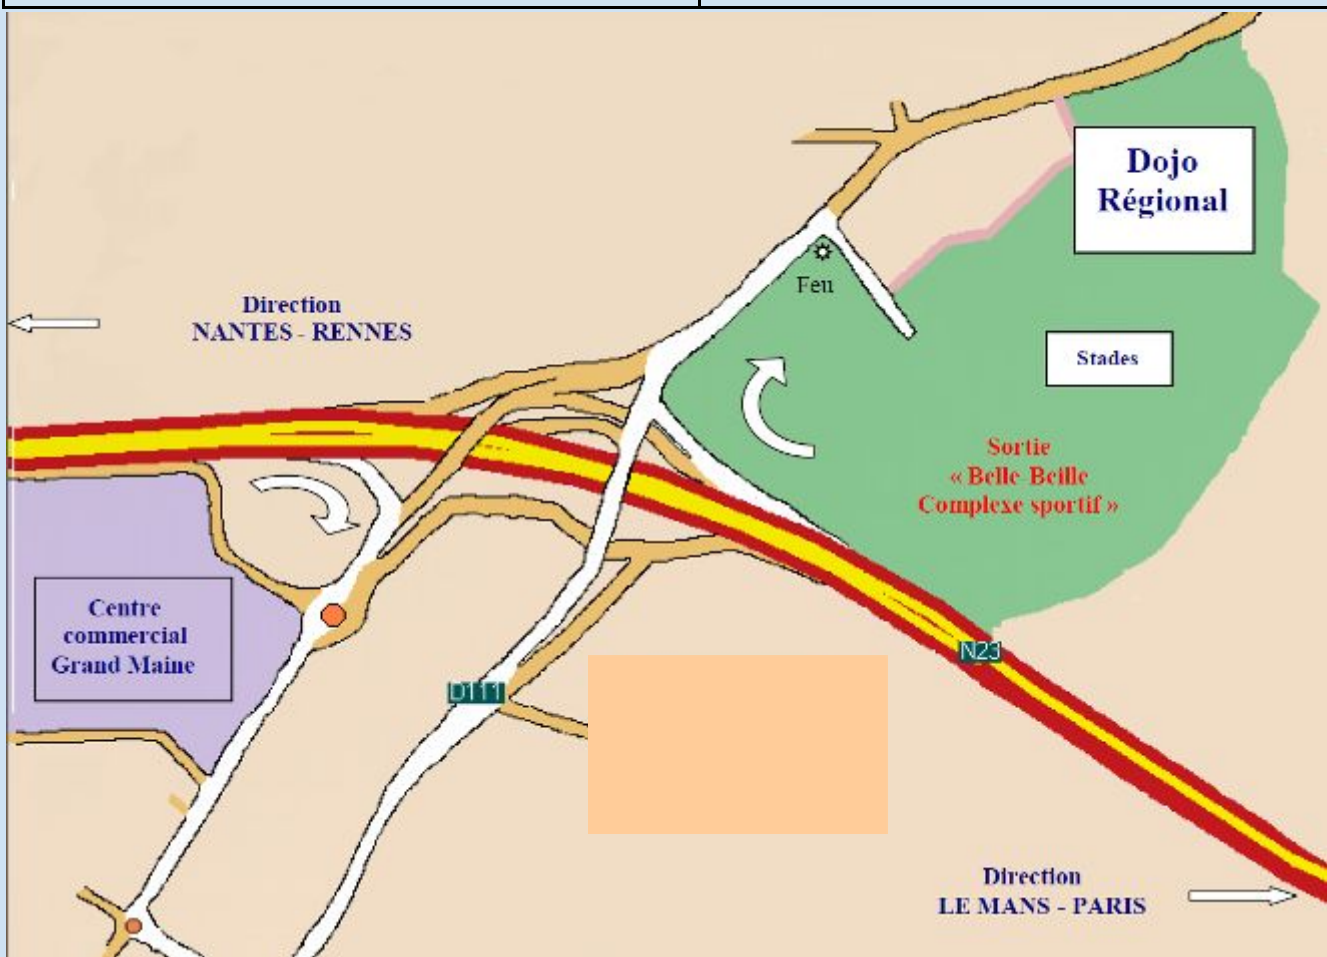 Dojo
Régional
Feu
Direction
NANTES - RENNES
Stades
Sortie
« Belle Beille
Complexe sportif »
Centre
commercial
Grand Maine
N23
D111
Direction
LE MANS - PARIS